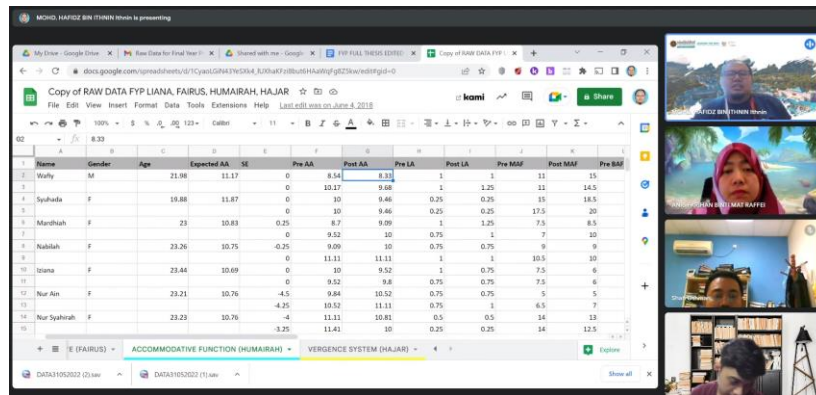 MOHD. HAFIDZ BIN ITHNIN Ithnin is presenting
My Drive - Google Drive
Raw Data for Final Year
Shared with me - Google
FYP FULL THESIS EDITED
Copy of RAW DATA FYP L
Copy of RAW DATA FYP LIANA, FAIRUS, HUMAIRAH, HAJAR
kami
Share
File Edit View Insert Format Data Tools Extensions Help Last edit was on June 4, 2018
100% $ % .0 .00 123 Calibri 11 B I S A
G2 fx 8.33
A B C D E F G H I J K
1 Name Gender Age Expected AA SE Pre AA Post AA Pre LA Post LA Pre MAF Post MAF Pre BAF
2 Wafiy M 21.98 11.17 0 8.54 8.33 1 1 11 15
3 0 10.17 9.68 1 1.25 11 14.5
4 Syuhada F 19.88 11.87 0 10 9.46 0.25 0.25 15 18.5
5 0 10 9.46 0.25 0.25 17.5 20
6 Mardhiah F 23 10.83 0.25 8.7 9.09 1 1.25 7.5 8.5
7 0 9.52 10 0.75 1 7 10
8 Nabilah F 23.26 10.75 -0.25 9.09 10 0.75 0.75 9 9
9 0 11.11 11.11 1 1 10.5 10
10 Iziana F 23.44 10.69 0 10 9.52 1 0.75 7.5 6
11 0 9.52 9.8 0.75 0.75 7.5 6
12 Nur Ain F 23.21 10.76 -4.5 9.84 10.52 0.75 0.75 5 5
13 -4.25 10.52 11.11 0.75 1 6.5 7
14 Nur Syahirah F 23.23 10.76 -4 11.11 10.81 0.5 0.5 14 13
15 -3.25 11.41 10 0.25 0.25 14 12.5
E (FAIRUS) ACCOMMODATIVE FUNCTION (HUMAIRAH) VERGENCE SYSTEM (HAJAR) Explore
DATA31052022 (2).sav DATA31052022 (1).sav Show all
HAFIDZ BIN ITHNIN Ithnin
BINTI MAT RAFFEI